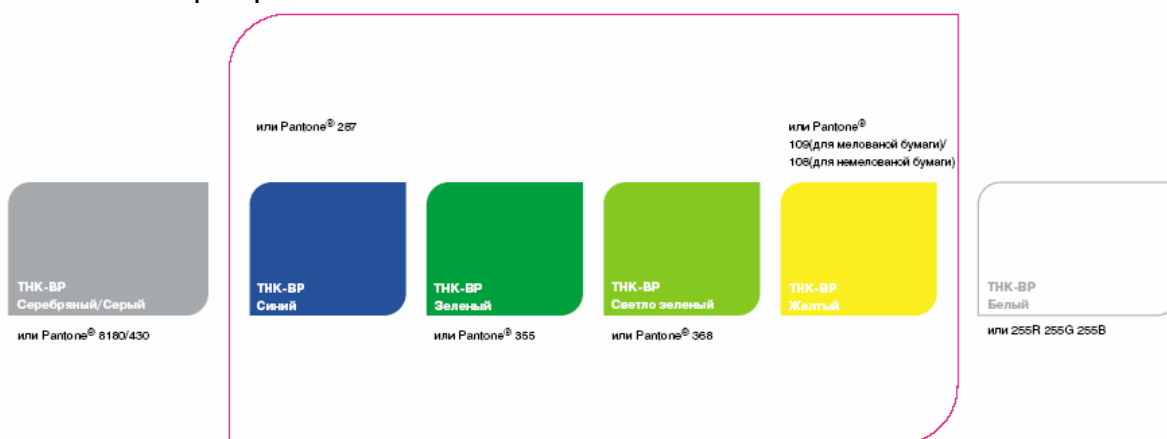 или Pantone® 287
или Pantone®
109(для мелованой бумаги)/
108(для немелованой бумаги)
ТНК-ВР
Серебряный/Серый
ТНК-ВР
Синий
ТНК-ВР
Зеленый
ТНК-ВР
Светло зеленый
ТНК-ВР
Желтый
ТНК-ВР
Белый
или Pantone® 8180/430
или Pantone® 355
или Pantone® 368
или 255R 255G 255B